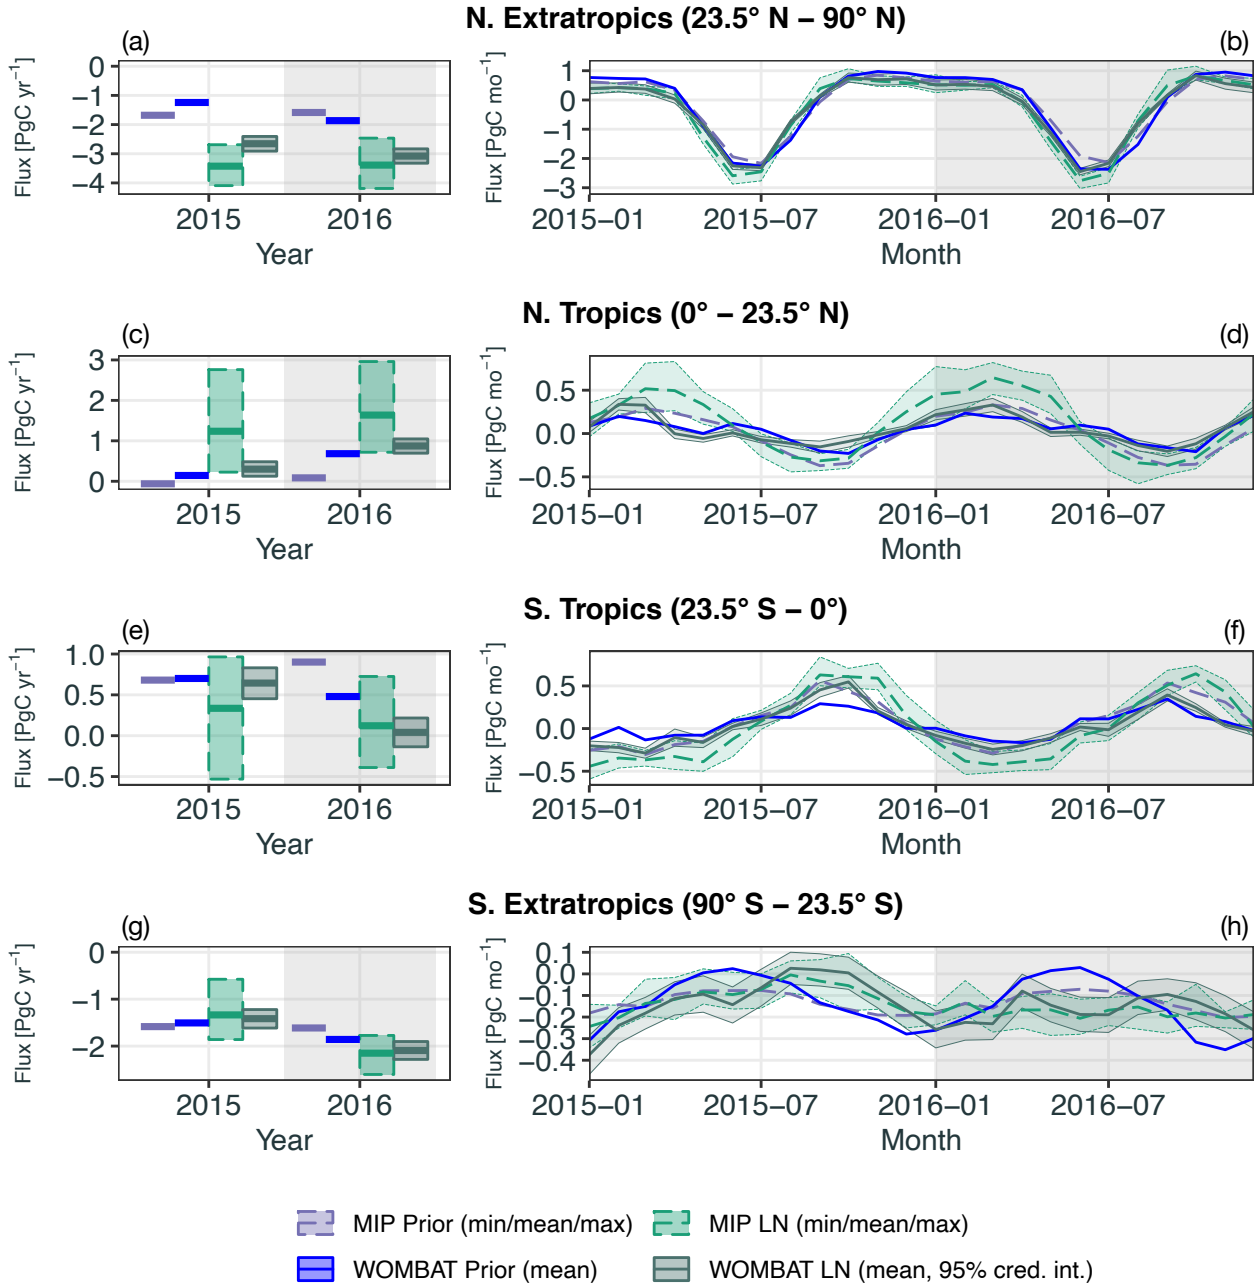 N. Extratropics (23.5° N – 90° N)
(a)
(b)
Flux [PgC yr⁻¹]
0
−1
−2
−3
−4
2015
2016
Year
Flux [PgC mo⁻¹]
1
0
−1
−2
−3
2015−01
2015−07
2016−01
2016−07
Month
N. Tropics (0° – 23.5° N)
(c)
(d)
Flux [PgC yr⁻¹]
3
2
1
0
2015
2016
Year
Flux [PgC mo⁻¹]
0.5
0.0
−0.5
2015−01
2015−07
2016−01
2016−07
Month
S. Tropics (23.5° S – 0°)
(e)
(f)
Flux [PgC yr⁻¹]
1.0
0.5
0.0
−0.5
2015
2016
Year
Flux [PgC mo⁻¹]
0.5
0.0
−0.5
2015−01
2015−07
2016−01
2016−07
Month
S. Extratropics (90° S – 23.5° S)
(g)
(h)
Flux [PgC yr⁻¹]
0
−1
−2
2015
2016
Year
Flux [PgC mo⁻¹]
0.1
0.0
−0.1
−0.2
−0.3
−0.4
2015−01
2015−07
2016−01
2016−07
Month
MIP Prior (min/mean/max)
MIP LN (min/mean/max)
WOMBAT Prior (mean)
WOMBAT LN (mean, 95% cred. int.)